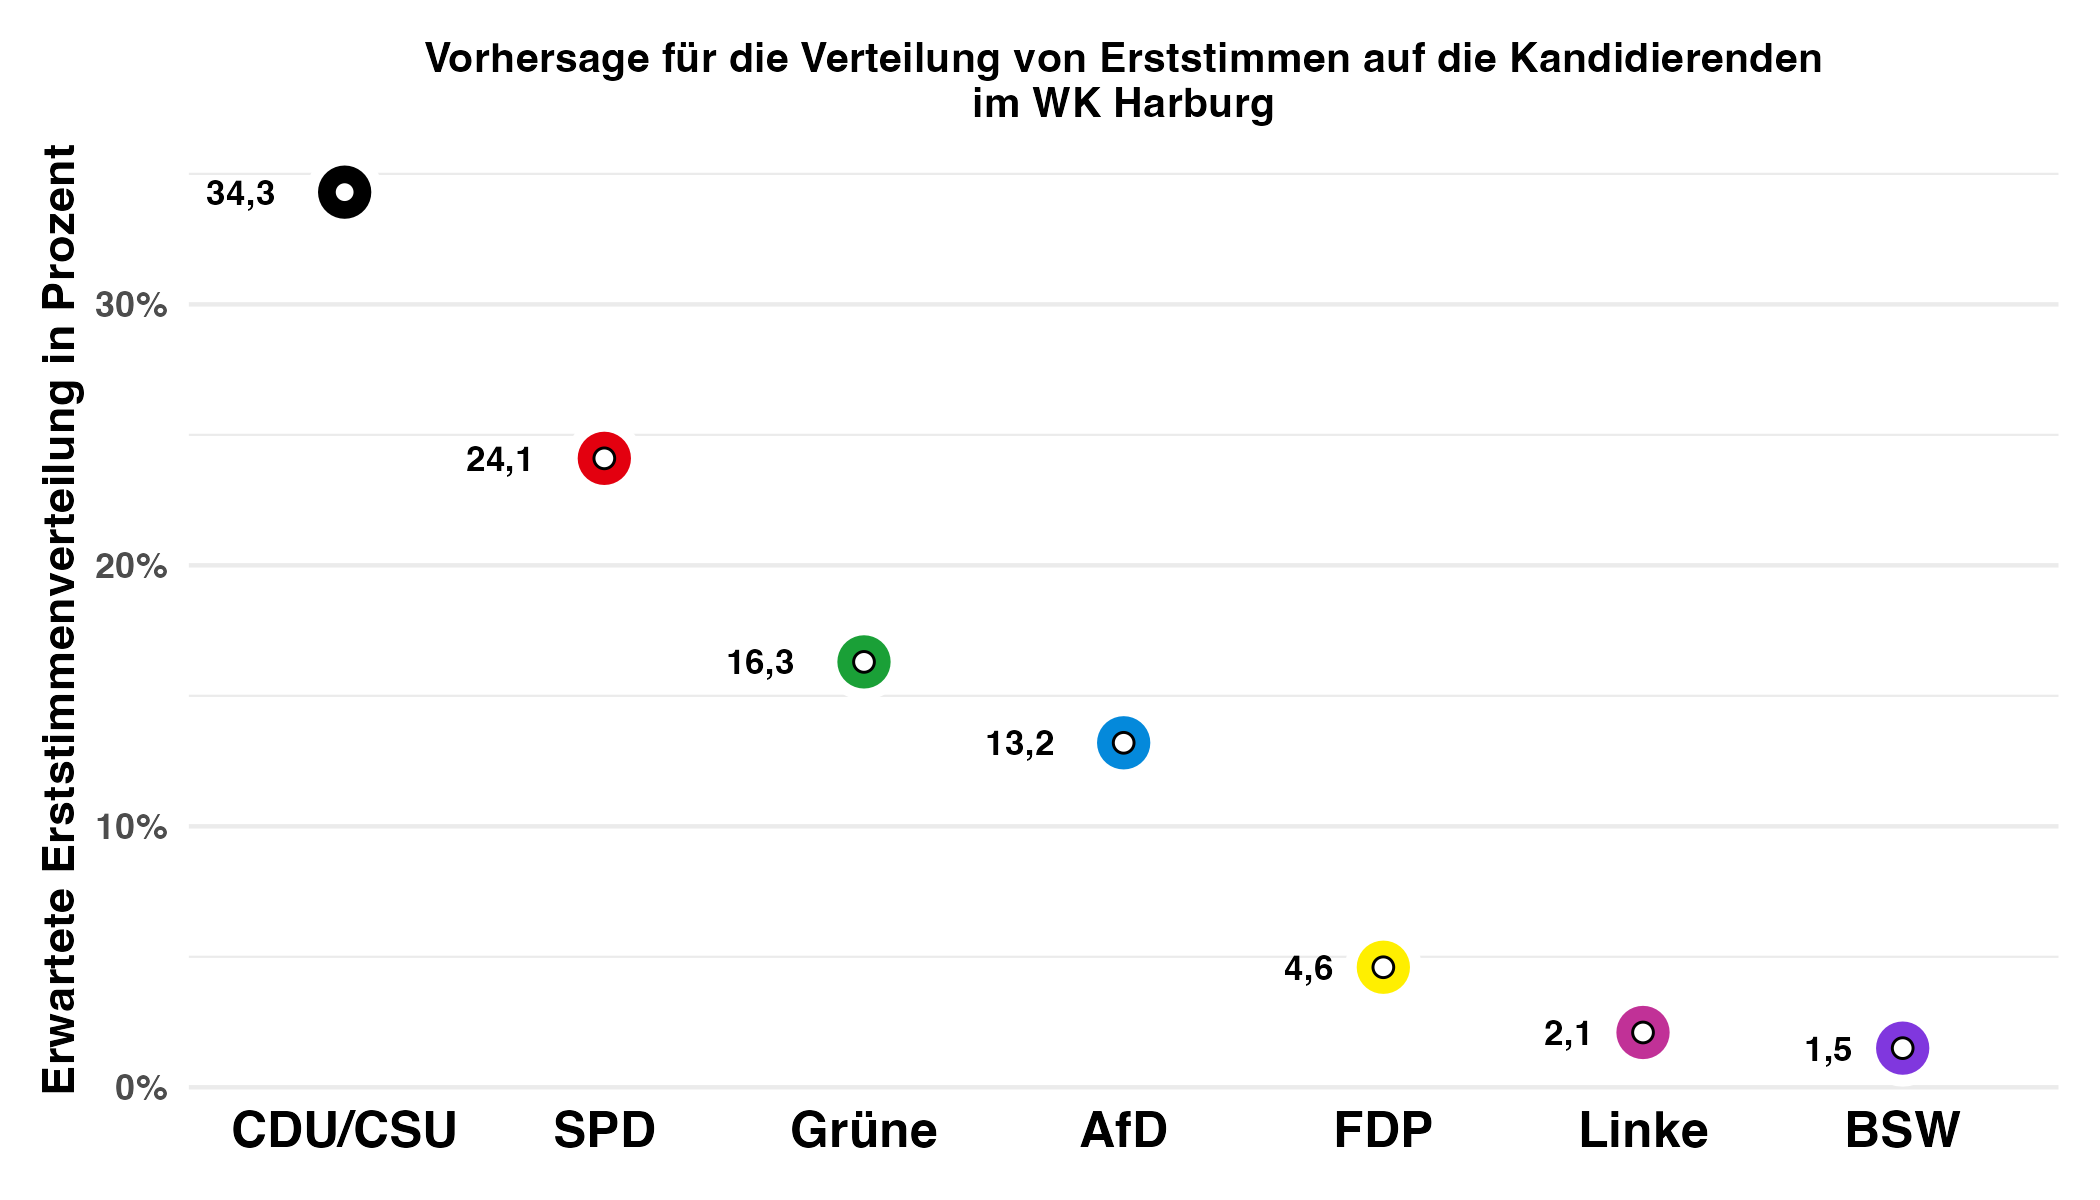 Vorhersage für die Verteilung von Erststimmen auf die Kandidierenden
im WK Harburg
Erwartete Erststimmenverteilung in Prozent
34,3
30%
24,1
20%
16,3
13,2
10%
4,6
2,1
1,5
0%
CDU/CSU SPD Grüne AfD FDP Linke BSW